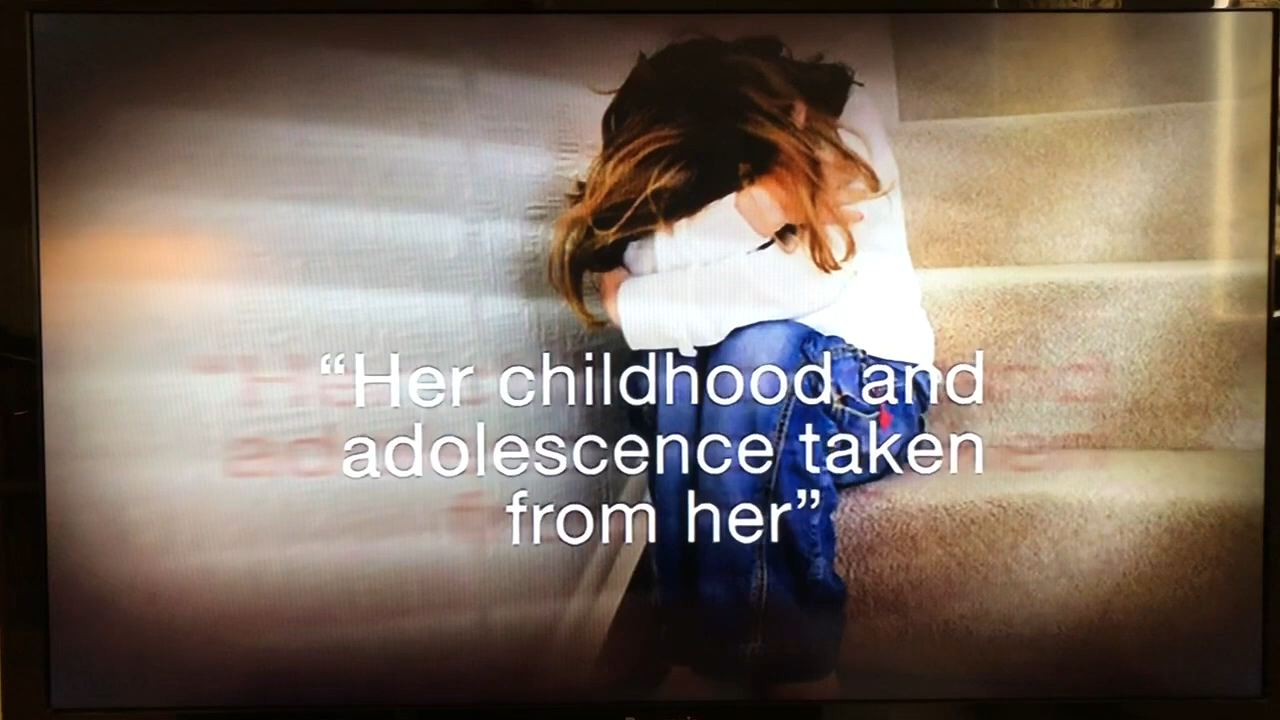 “Her childhood and
adolescence taken
from her”